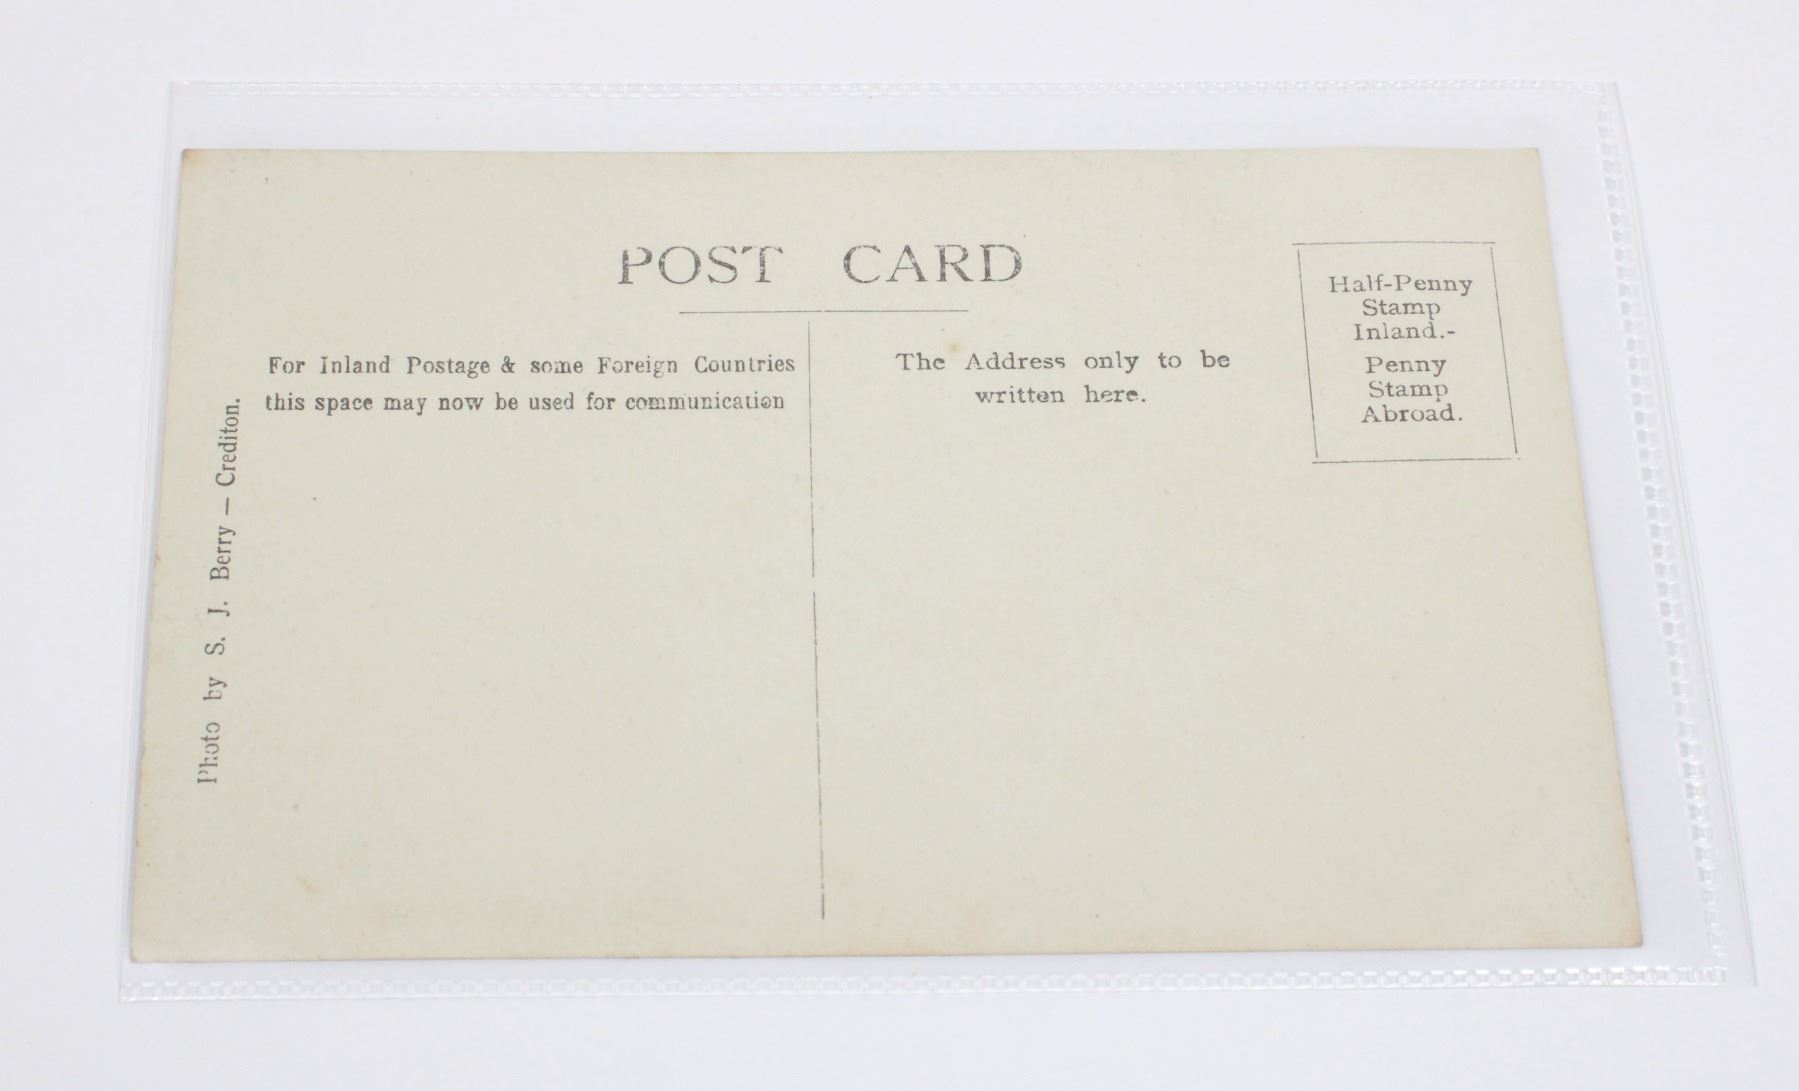 POST CARD
For Inland Postage & some Foreign Countries
this space may now be used for communication
The Address only to be
written here.
Half-Penny
Stamp
Inland.-
Penny
Stamp
Abroad.
Photo by S. J. Berry – Crediton.